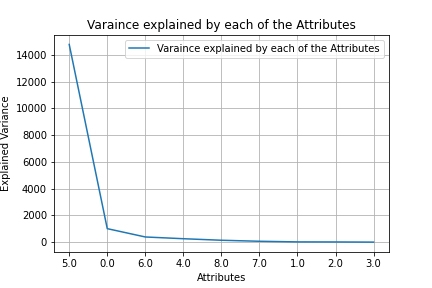 Varaince explained by each of the Attributes
Varaince explained by each of the Attributes
14000
12000
10000
8000
6000
4000
2000
0
Explained Variance
5.0 0.0 6.0 4.0 8.0 7.0 1.0 2.0 3.0
Attributes